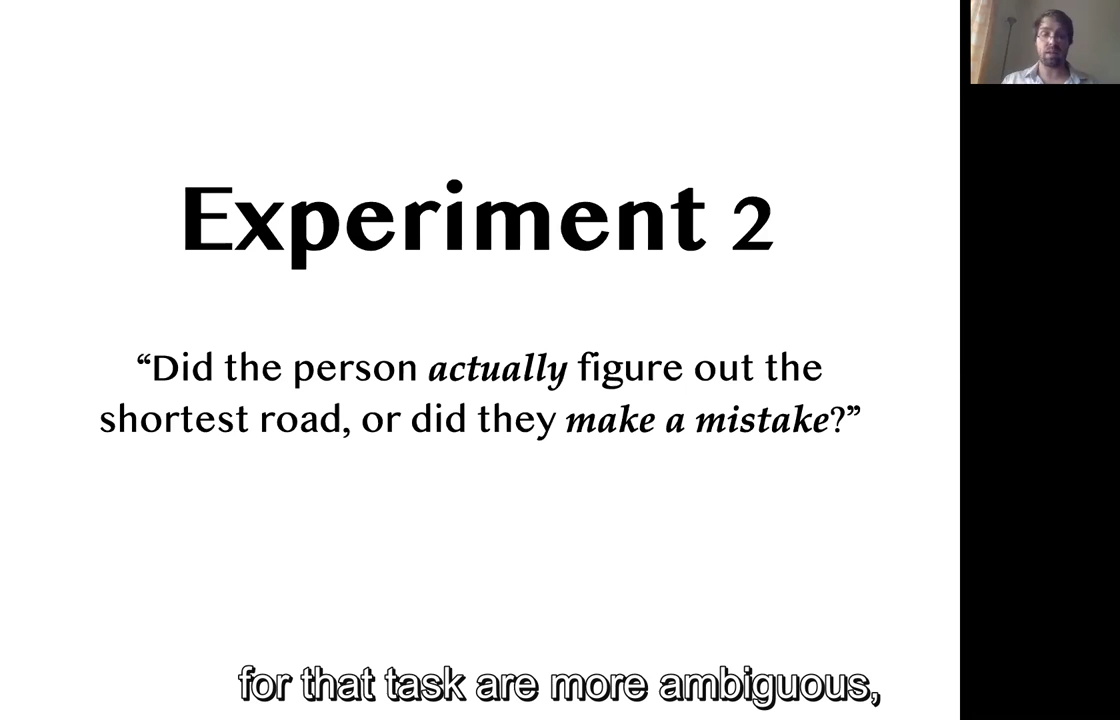 Experiment 2
“Did the person actually figure out the
shortest road, or did they make a mistake?”
for that task are more ambiguous,